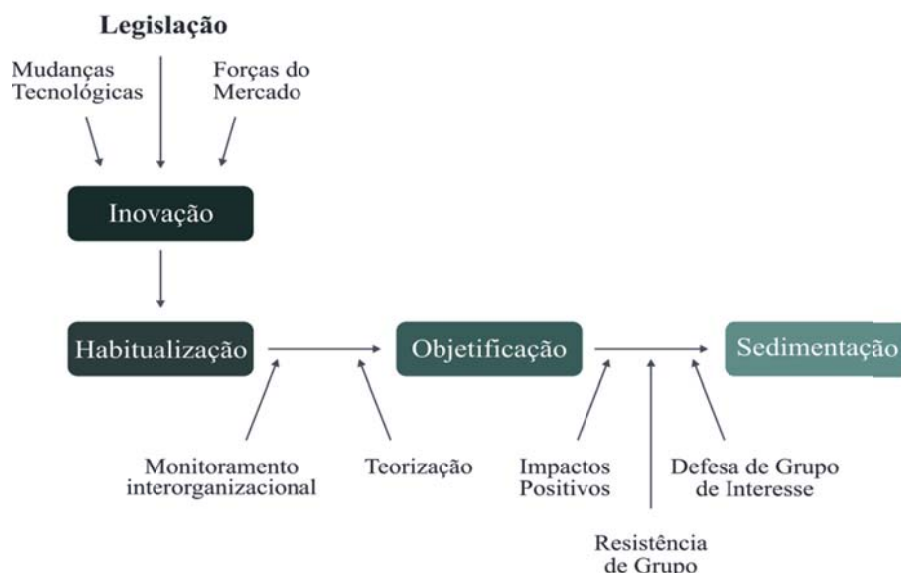 Legislação
Mudanças
Tecnológicas
Forças do
Mercado
Inovação
Habitualização
Objetificação
Sedimentação
Monitoramento
interorganizacional
Teorização
Impactos
Positivos
Defesa de Grupo
de Interesse
Resistência
de Grupo